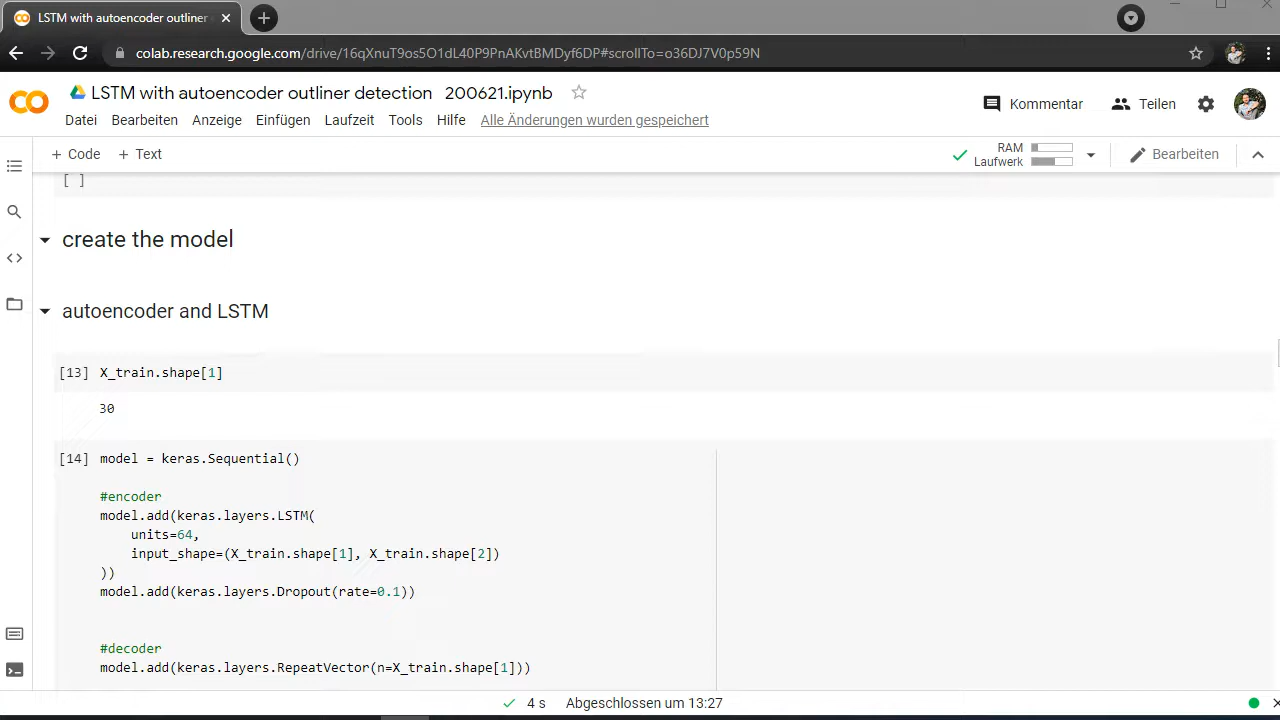 LSTM with autoencoder outliner
colab.research.google.com/drive/16qXnuT9os5O1dL40P9PnAKvtBMDyf6DP#scrollTo=o36DJ7V0p59N
LSTM with autoencoder outliner detection 200621.ipynb
Kommentar
Teilen
Datei Bearbeiten Anzeige Einfügen Laufzeit Tools Hilfe Alle Änderungen wurden gespeichert
+ Code + Text
RAM
Laufwerk
Bearbeiten
[ ]
create the model
autoencoder and LSTM
[13] X_train.shape[1]
30
[14] model = keras.Sequential()
#encoder
model.add(keras.layers.LSTM(
units=64,
input_shape=(X_train.shape[1], X_train.shape[2])
))
model.add(keras.layers.Dropout(rate=0.1))
#decoder
model.add(keras.layers.RepeatVector(n=X_train.shape[1]))
4 s Abgeschlossen um 13:27